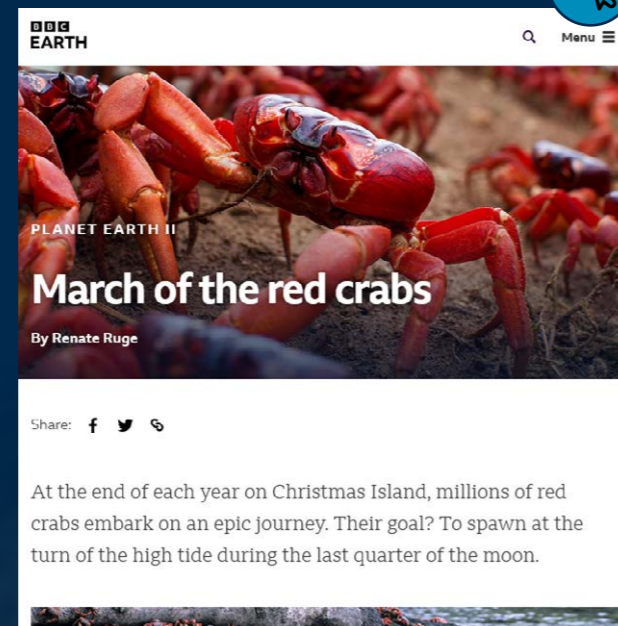 BBC
EARTH
Menu
PLANET EARTH II
March of the red crabs
By Renate Ruge
Share:
At the end of each year on Christmas Island, millions of red
crabs embark on an epic journey. Their goal? To spawn at the
turn of the high tide during the last quarter of the moon.